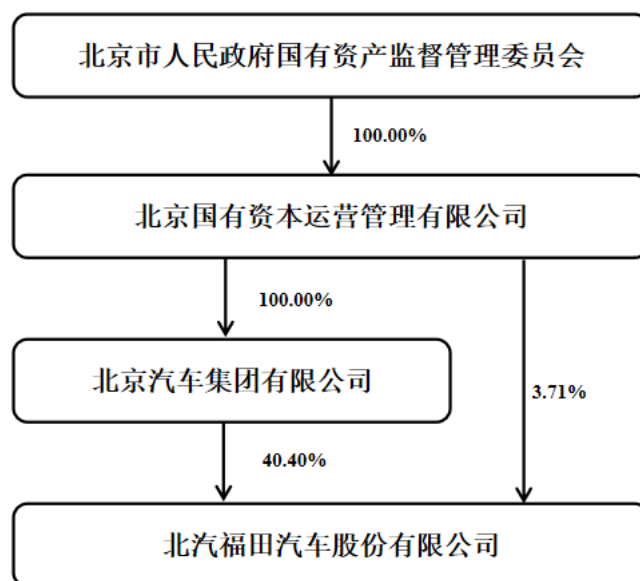 北京市人民政府国有资产监督管理委员会
100.00%
北京国有资本运营管理有限公司
100.00%
北京汽车集团有限公司
3.71%
40.40%
北汽福田汽车股份有限公司